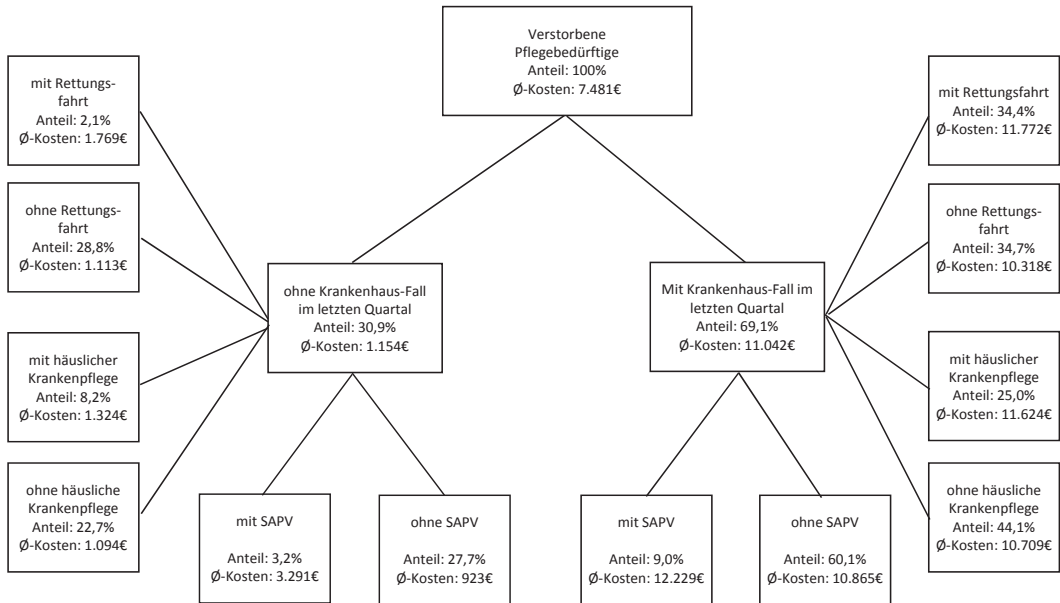 Verstorbene
Pflegebedürftige
Anteil: 100%
Ø-Kosten: 7.481€
mit Rettungs-
fahrt
Anteil: 2,1%
Ø-Kosten: 1.769€
ohne Rettungs-
fahrt
Anteil: 28,8%
Ø-Kosten: 1.113€
mit häuslicher
Krankenpflege
Anteil: 8,2%
Ø-Kosten: 1.324€
ohne häusliche
Krankenpflege
Anteil: 22,7%
Ø-Kosten: 1.094€
ohne Krankenhaus-Fall
im letzten Quartal
Anteil: 30,9%
Ø-Kosten: 1.154€
mit SAPV
Anteil: 3,2%
Ø-Kosten: 3.291€
ohne SAPV
Anteil: 27,7%
Ø-Kosten: 923€
Mit Krankenhaus-Fall im
letzten Quartal
Anteil: 69,1%
Ø-Kosten: 11.042€
mit SAPV
Anteil: 9,0%
Ø-Kosten: 12.229€
ohne SAPV
Anteil: 60,1%
Ø-Kosten: 10.865€
mit Rettungsfahrt
Anteil: 34,4%
Ø-Kosten: 11.772€
ohne Rettungs-
fahrt
Anteil: 34,7%
Ø-Kosten: 10.318€
mit häuslicher
Krankenpflege
Anteil: 25,0%
Ø-Kosten: 11.624€
ohne häusliche
Krankenpflege
Anteil: 44,1%
Ø-Kosten: 10.709€